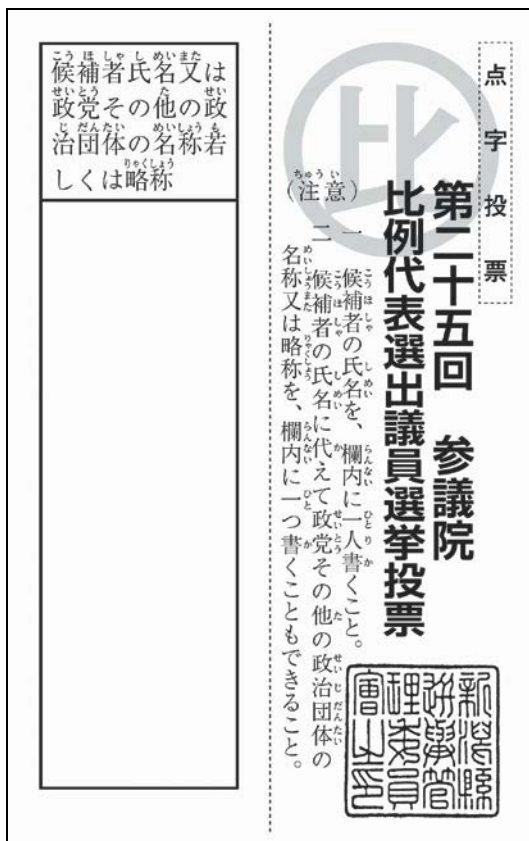 点字投票
比
第二十五回 参議院
比例代表選出議員選挙投票
新潟縣
選擧管
理委員
會之印
(注意)
一 候補者の氏名を、欄内に一人書くこと。
二 候補者の氏名に代えて政党その他の政治団体の
名称又は略称を、欄内に一つ書くこともできること。
候補者氏名又は
政党その他の政
治団体の名称若
しくは略称